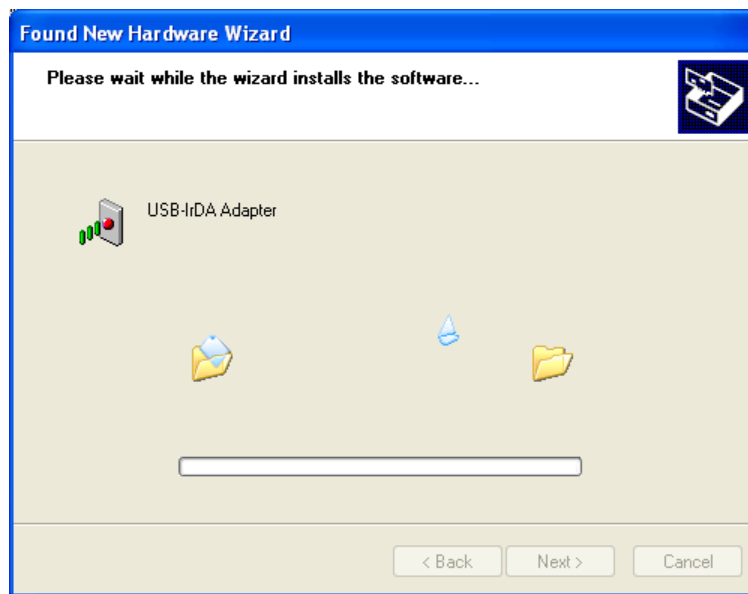 Found New Hardware Wizard
Please wait while the wizard installs the software...
USB-IrDA Adapter
< Back
Next >
Cancel